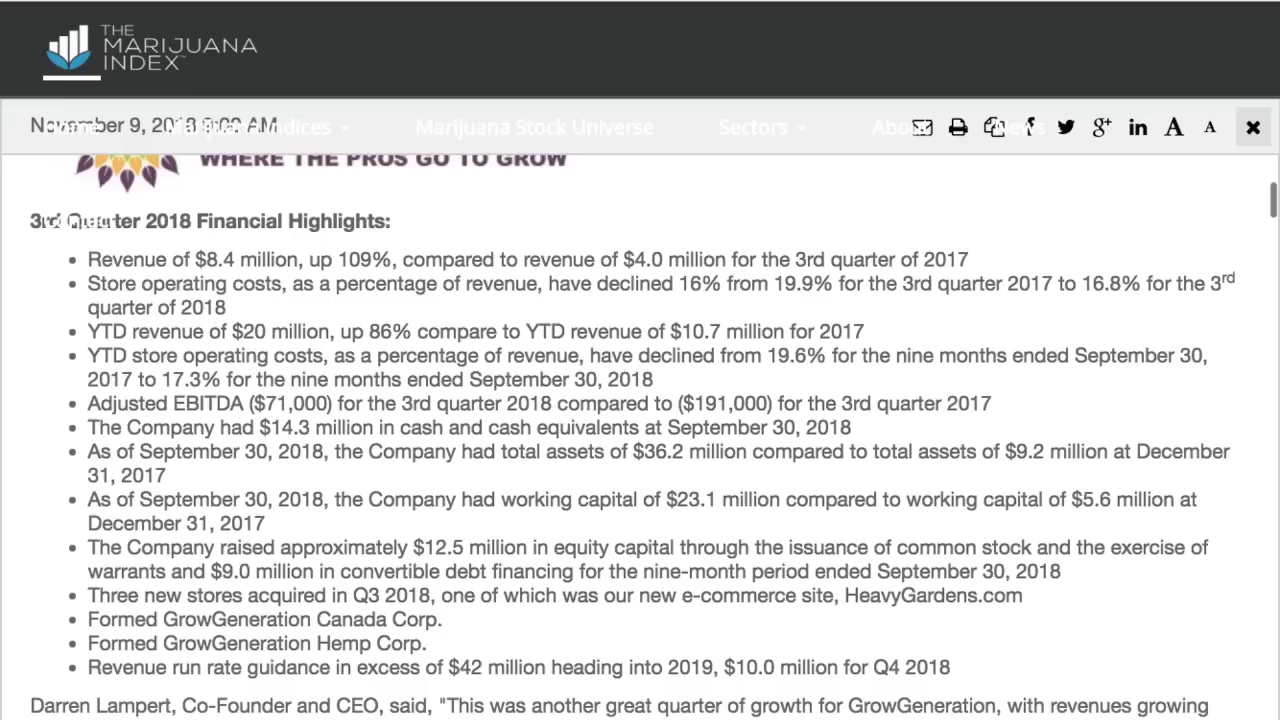 THE
MARIJUANA
INDEX
November 9, 2018 AM
Home Marijuana Indices Marijuana Stock Universe Sectors About News
WHERE THE PROS GO TO GROW
Contact
3rd Quarter 2018 Financial Highlights:
Revenue of $8.4 million, up 109%, compared to revenue of $4.0 million for the 3rd quarter of 2017
Store operating costs, as a percentage of revenue, have declined 16% from 19.9% for the 3rd quarter 2017 to 16.8% for the 3rd
quarter of 2018
YTD revenue of $20 million, up 86% compare to YTD revenue of $10.7 million for 2017
YTD store operating costs, as a percentage of revenue, have declined from 19.6% for the nine months ended September 30,
2017 to 17.3% for the nine months ended September 30, 2018
Adjusted EBITDA ($71,000) for the 3rd quarter 2018 compared to ($191,000) for the 3rd quarter 2017
The Company had $14.3 million in cash and cash equivalents at September 30, 2018
As of September 30, 2018, the Company had total assets of $36.2 million compared to total assets of $9.2 million at December
31, 2017
As of September 30, 2018, the Company had working capital of $23.1 million compared to working capital of $5.6 million at
December 31, 2017
The Company raised approximately $12.5 million in equity capital through the issuance of common stock and the exercise of
warrants and $9.0 million in convertible debt financing for the nine-month period ended September 30, 2018
Three new stores acquired in Q3 2018, one of which was our new e-commerce site, HeavyGardens.com
Formed GrowGeneration Canada Corp.
Formed GrowGeneration Hemp Corp.
Revenue run rate guidance in excess of $42 million heading into 2019, $10.0 million for Q4 2018
Darren Lampert, Co-Founder and CEO, said, "This was another great quarter of growth for GrowGeneration, with revenues growing